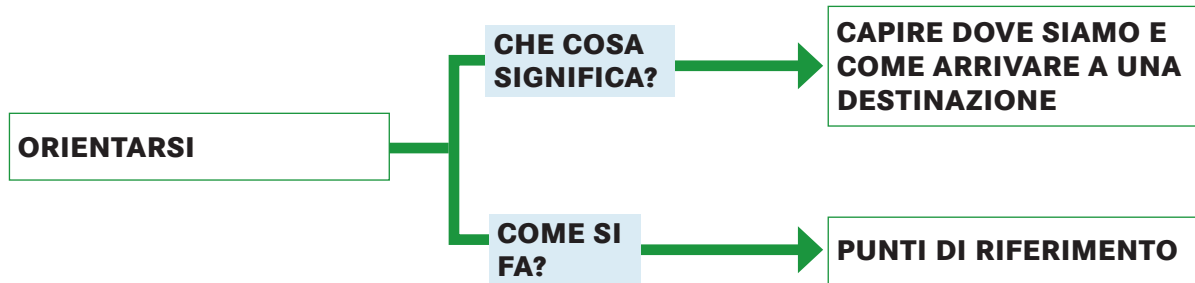 ORIENTARSI
CHE COSA
SIGNIFICA?
CAPIRE DOVE SIAMO E
COME ARRIVARE A UNA
DESTINAZIONE
COME SI
FA?
PUNTI DI RIFERIMENTO